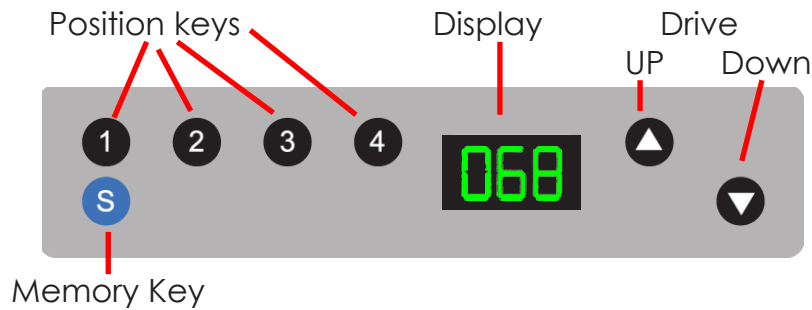 Position keys Display Drive
UP Down
1 2 3 4
068
S
Memory Key